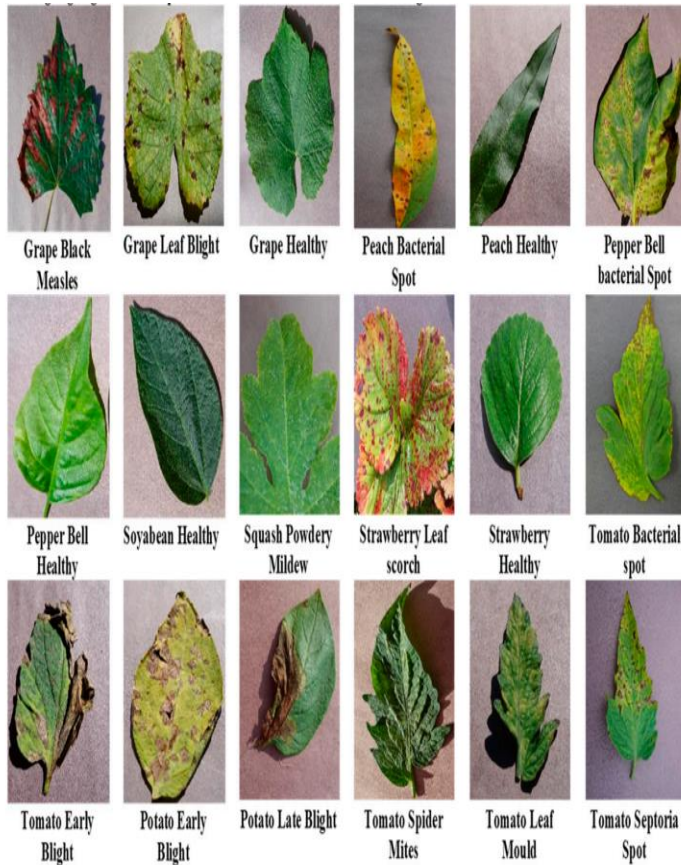 Grape Black
Measles
Grape Leaf Blight
Grape Healthy
Peach Bacterial
Spot
Peach Healthy
Pepper Bell
bacterial Spot
Pepper Bell
Healthy
Soyabean Healthy
Squash Powdery
Mildew
Strawberry Leaf
scorch
Strawberry
Healthy
Tomato Bacterial
spot
Tomato Early
Blight
Potato Early
Blight
Potato Late Blight
Tomato Spider
Mites
Tomato Leaf
Mould
Tomato Septoria
Spot